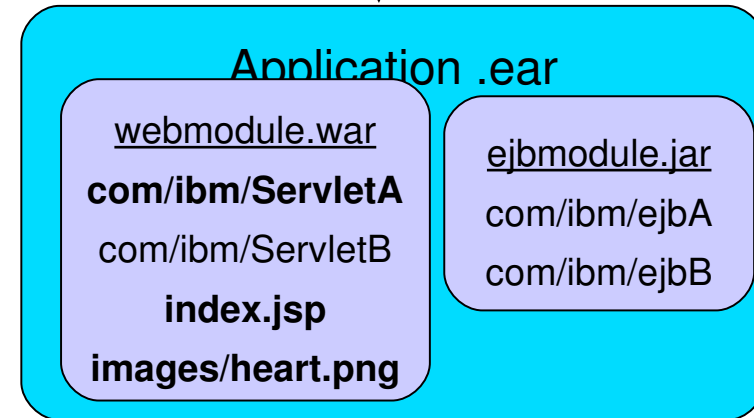 Application .ear
webmodule.war
com/ibm/ServletA
com/ibm/ServletB
index.jsp
images/heart.png
ejbmodule.jar
com/ibm/ejbA
com/ibm/ejbB